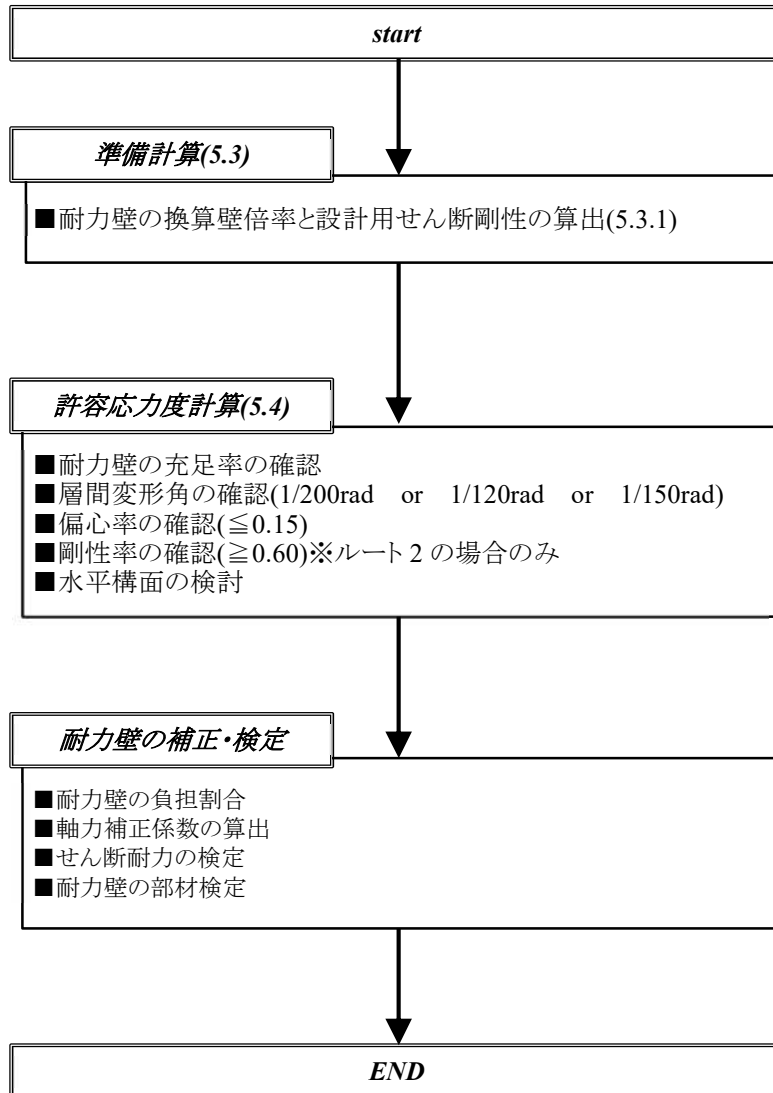 start
準備計算(5.3)
■耐力壁の換算壁倍率と設計用せん断剛性の算出(5.3.1)
許容応力度計算(5.4)
■耐力壁の充足率の確認
■層間変形角の確認(1/200rad or 1/120rad or 1/150rad)
■偏心率の確認(≦0.15)
■剛性率の確認(≧0.60)※ルート2の場合のみ
■水平構面の検討
耐力壁の補正・検定
■耐力壁の負担割合
■軸力補正係数の算出
■せん断耐力の検定
■耐力壁の部材検定
END